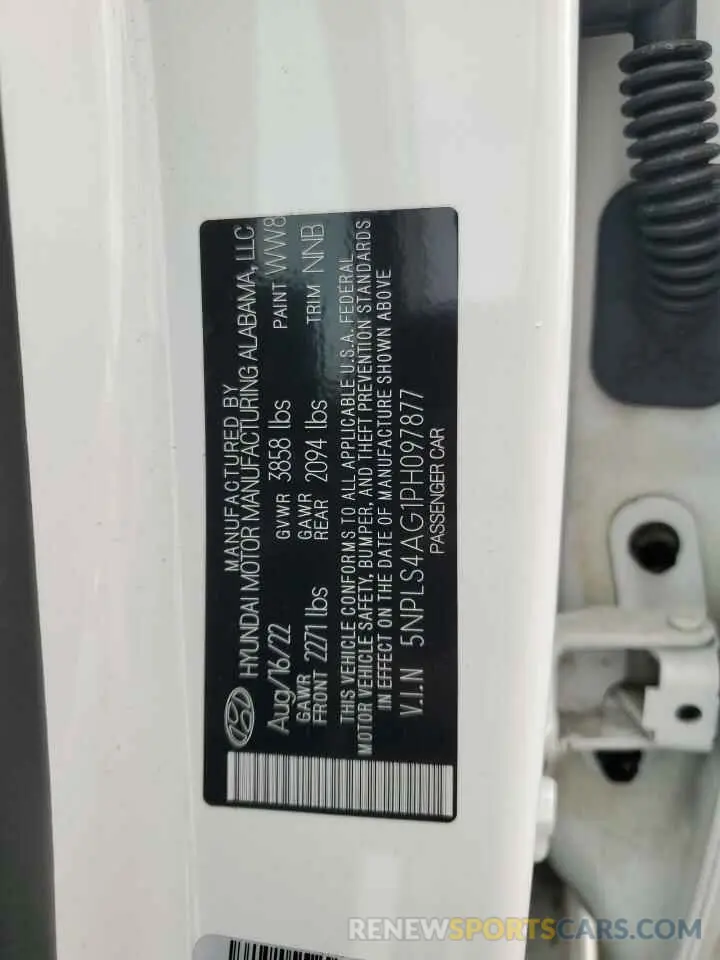 MANUFACTURED BY
HYUNDAI MOTOR MANUFACTURING ALABAMA, LLC
Aug/16/22 GVWR 3858 lbs PAINT WW8
GAWR FRONT 2271 lbs GAWR REAR 2094 lbs TRIM NNB
THIS VEHICLE CONFORMS TO ALL APPLICABLE U.S.A. FEDERAL
MOTOR VEHICLE SAFETY, BUMPER, AND THEFT PREVENTION STANDARDS
IN EFFECT ON THE DATE OF MANUFACTURE SHOWN ABOVE
V.I.N 5NPLS4AG1PH097877
PASSENGER CAR
RENEWSPORTSCARS.COM